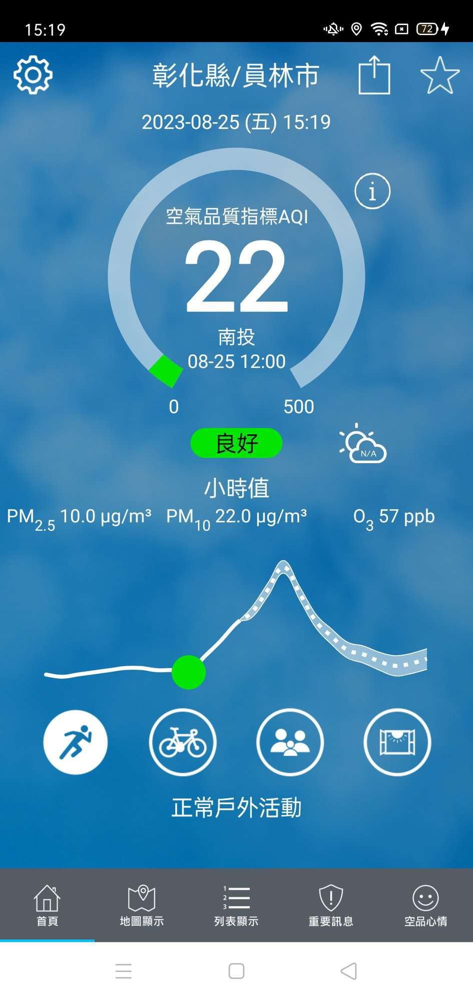 15:19
72
彰化縣/員林市
2023-08-25 (五) 15:19
i
空氣品質指標AQI
22
南投
08-25 12:00
0 500
良好
N/A
小時值
PM2.5 10.0 μg/m³ PM10 22.0 μg/m³ O3 57 ppb
正常戶外活動
1
2
3
首頁 地圖顯示 列表顯示 重要訊息 空品心情